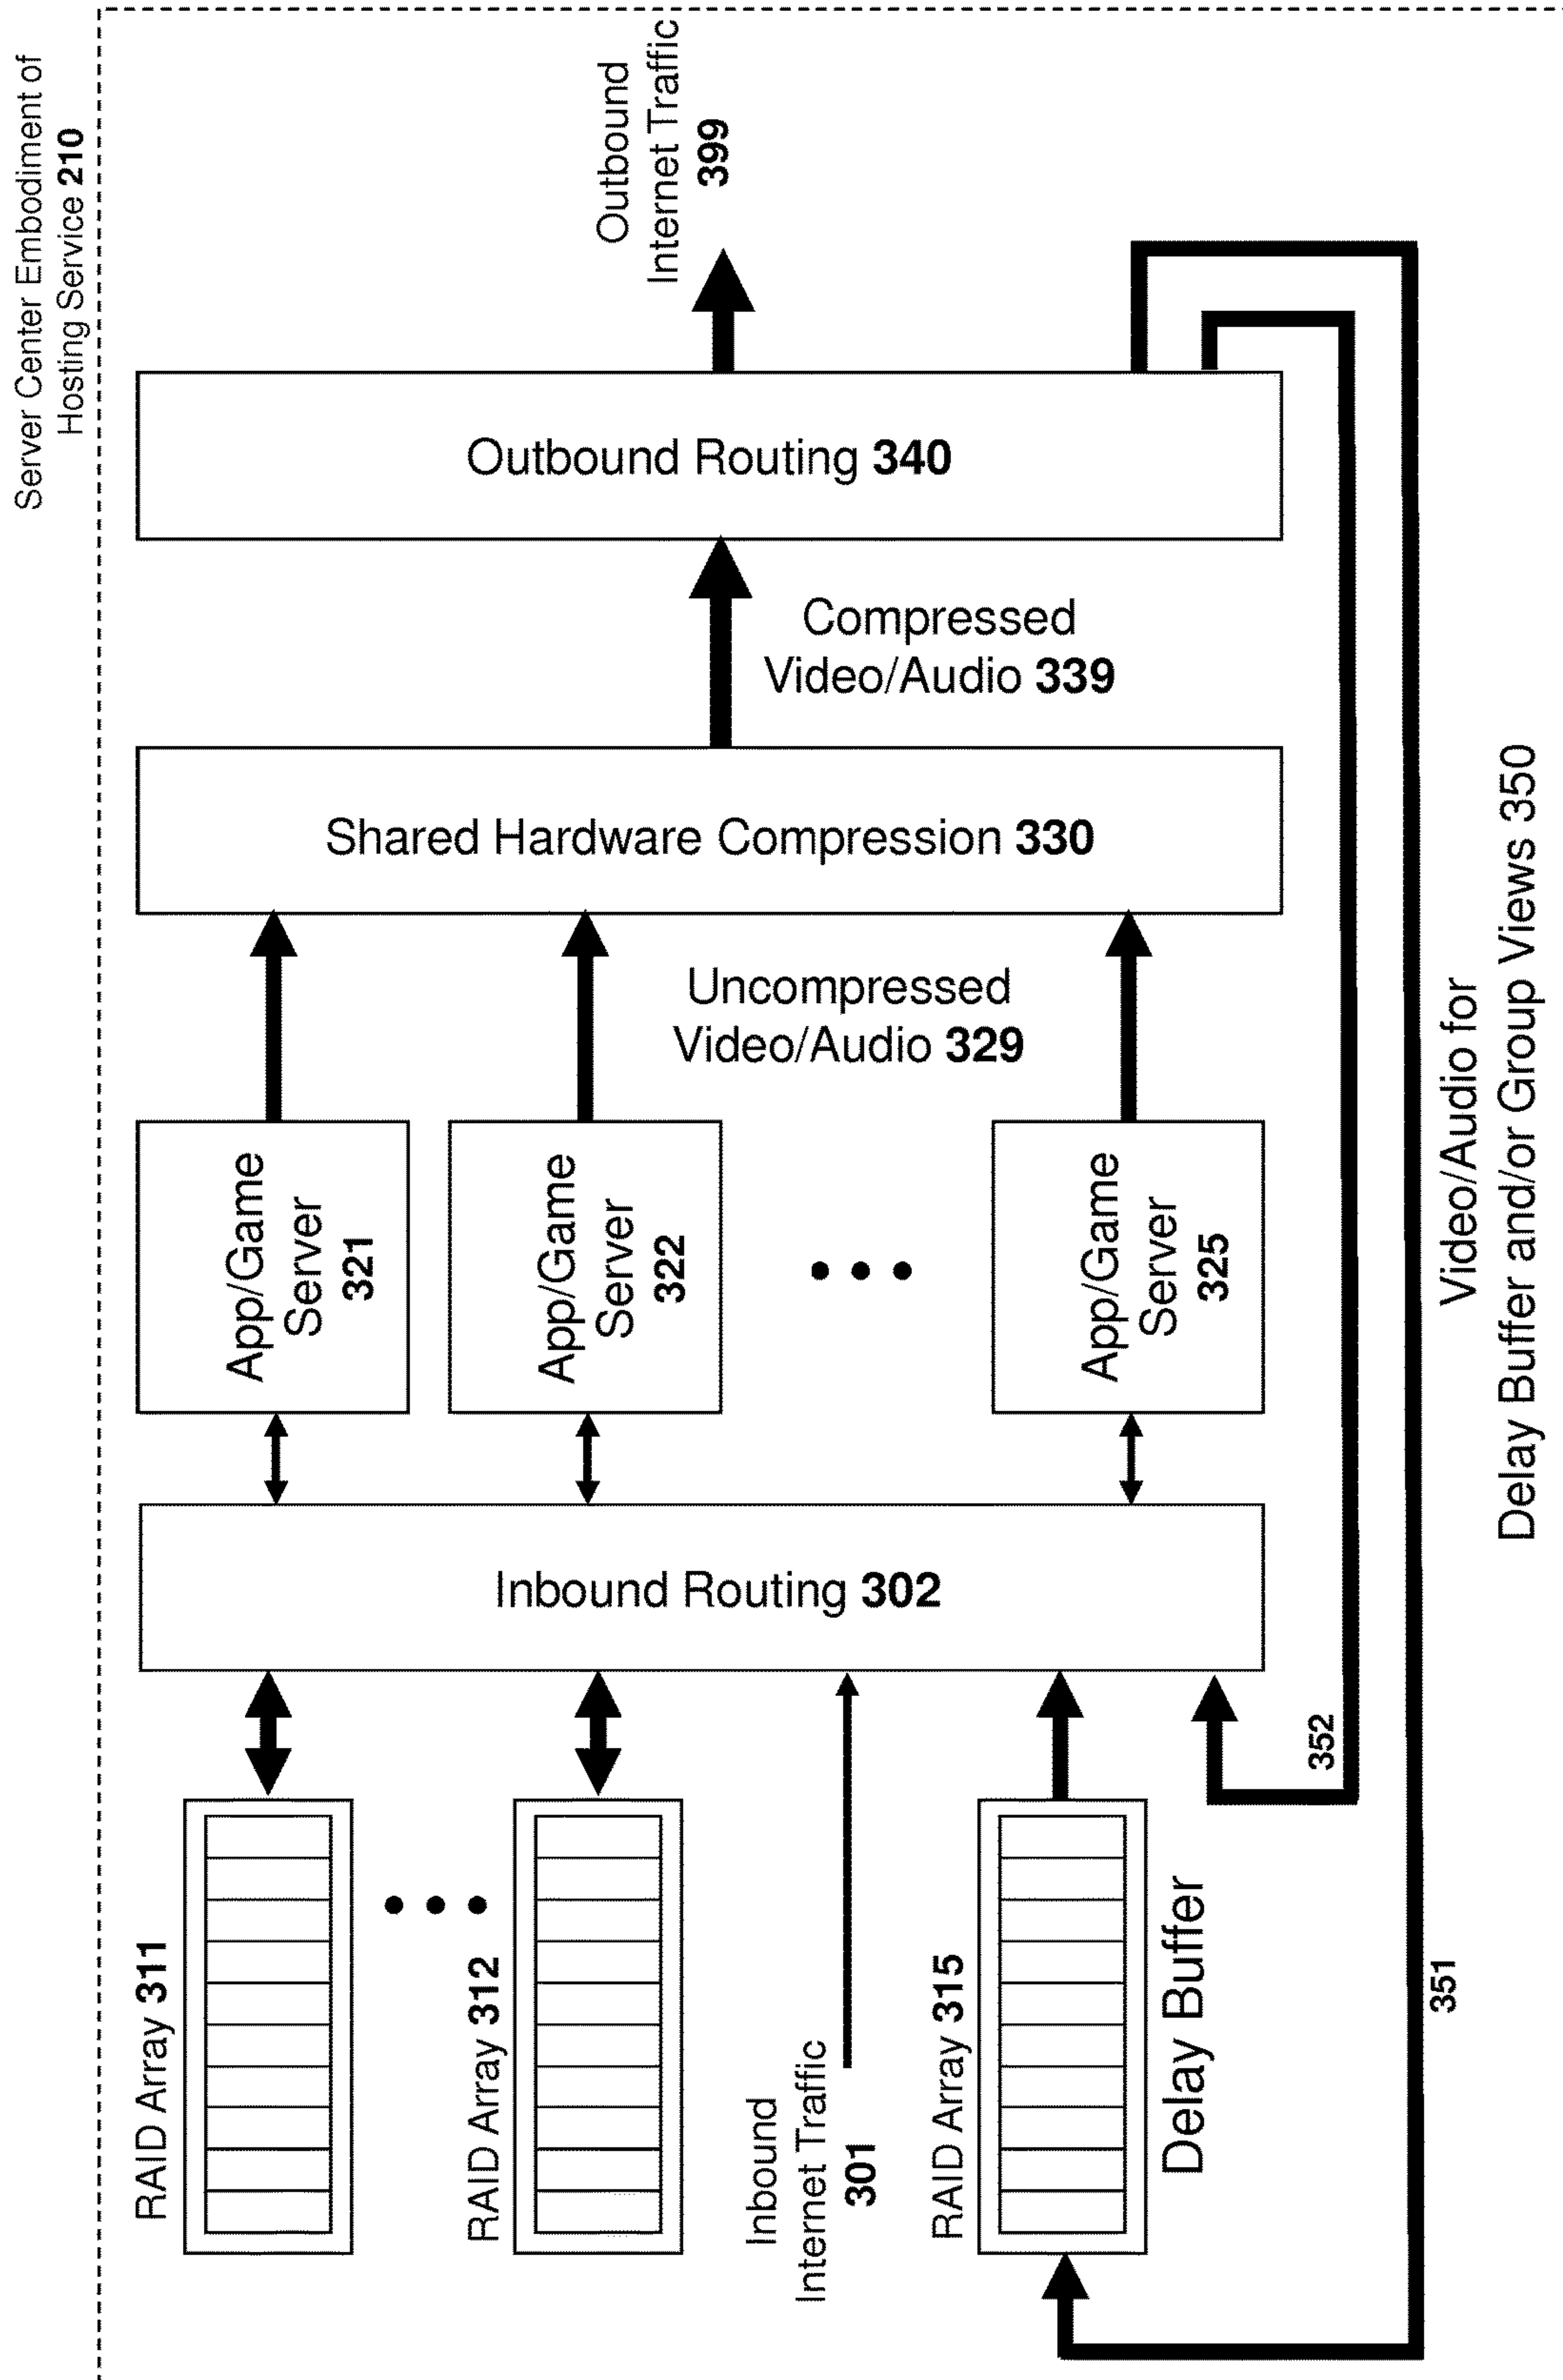 Server Center Embodiment of
Hosting Service 210
RAID Array 311
RAID Array 312
Inbound
Internet Traffic
301
RAID Array 315
Delay Buffer
Inbound Routing 302
App/Game
Server
321
App/Game
Server
322
App/Game
Server
325
Uncompressed
Video/Audio 329
Shared Hardware Compression 330
Compressed
Video/Audio 339
Outbound Routing 340
Outbound
Internet Traffic
399
352
351
Video/Audio for
Delay Buffer and/or Group Views 350